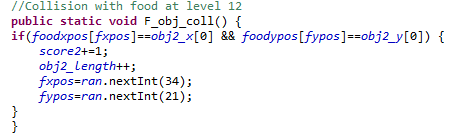 //Collision with food at level 12
public static void F_obj_coll() {
if(foodxpos[fxpos]==obj2_x[0] && foodypos[fypos]==obj2_y[0]) {
score2+=1;
obj2_length++;
fxpos=ran.nextInt(34);
fypos=ran.nextInt(21);
}
}